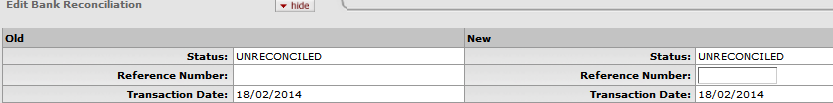 Edit Bank Reconciliation hide
Old New
Status: UNRECONCILED Status: UNRECONCILED
Reference Number: Reference Number:
Transaction Date: 18/02/2014 Transaction Date: 18/02/2014